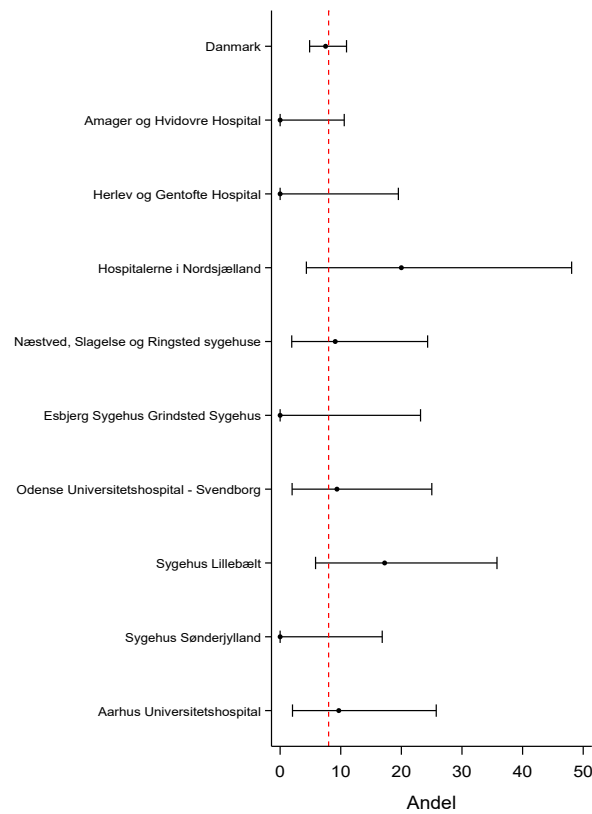 Danmark
Amager og Hvidovre Hospital
Herlev og Gentofte Hospital
Hospitalerne i Nordsjælland
Næstved, Slagelse og Ringsted sygehuse
Esbjerg Sygehus Grindsted Sygehus
Odense Universitetshospital - Svendborg
Sygehus Lillebælt
Sygehus Sønderjylland
Aarhus Universitetshospital
0 10 20 30 40 50
Andel